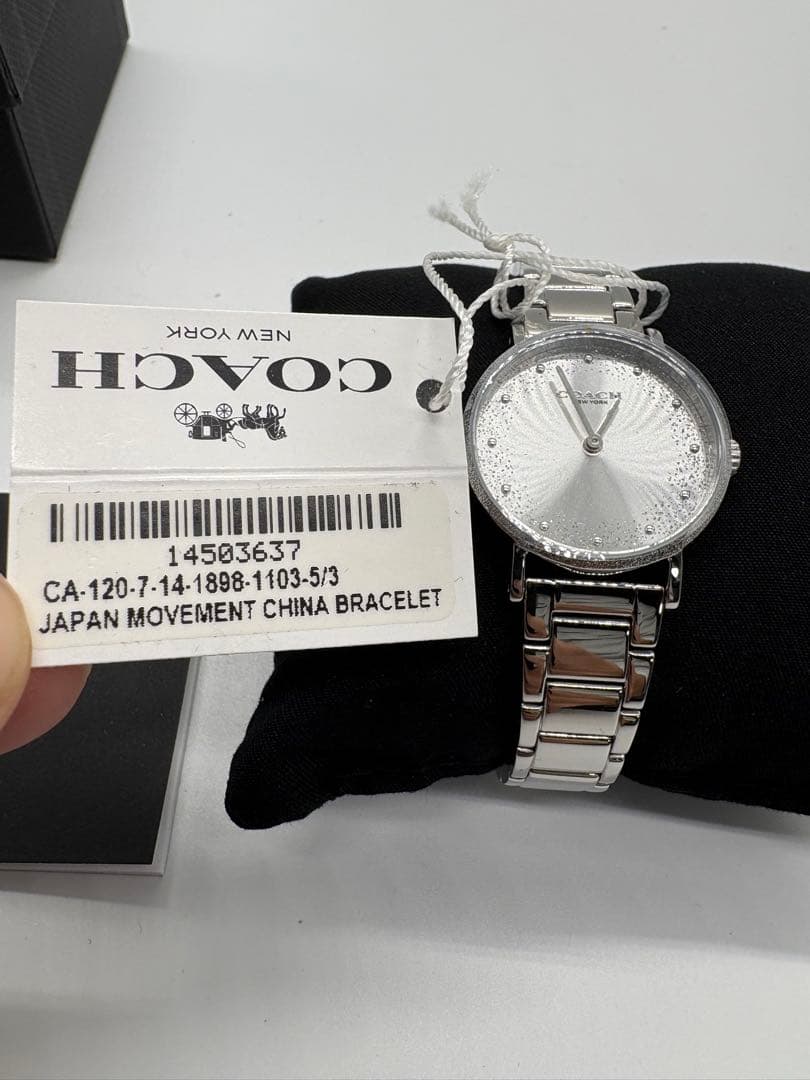 COACH
NEW YORK
14503637
CA-120-7-14-1898-1103-5/3
JAPAN MOVEMENT CHINA BRACELET
COACH
NEW YORK